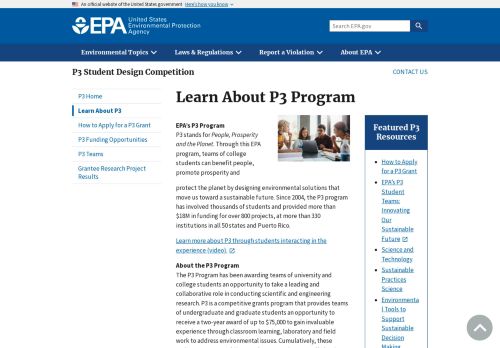 An official website of the United States government Here's how you know
EPA United States
Environmental Protection
Agency
Search EPA.gov
Environmental Topics
Laws & Regulations
Report a Violation
About EPA
P3 Student Design Competition
CONTACT US
P3 Home
Learn About P3
How to Apply for a P3 Grant
P3 Funding Opportunities
P3 Teams
Grantee Research Project
Results
Learn About P3 Program
EPA's P3 Program
P3 stands for People, Prosperity
and the Planet. Through this EPA
program, teams of college
students can benefit people,
promote prosperity and
protect the planet by designing environmental solutions that
move us toward a sustainable future. Since 2004, the P3 program
has involved thousands of students and provided more than
$18M in funding for over 800 projects, at more than 330
institutions in all 50 states and Puerto Rico.
Learn more about P3 through students interacting in the
experience (video).
About the P3 Program
The P3 Program has been awarding teams of university and
college students an opportunity to take a leading and
collaborative role in conducting scientific and engineering
research. P3 is a competitive grants program that provides teams
of undergraduate and graduate students an opportunity to
receive a two-year award of up to $75,000 to gain invaluable
experience through classroom learning, laboratory and field
work to address environmental issues. Cumulatively, these
Featured P3
Resources
How to Apply
for a P3 Grant
EPA's P3
Student
Teams:
Innovating
Our
Sustainable
Future
Science and
Technology
Sustainable
Practices
Science
Environmenta
l Tools to
Support
Sustainable
Decision
Making